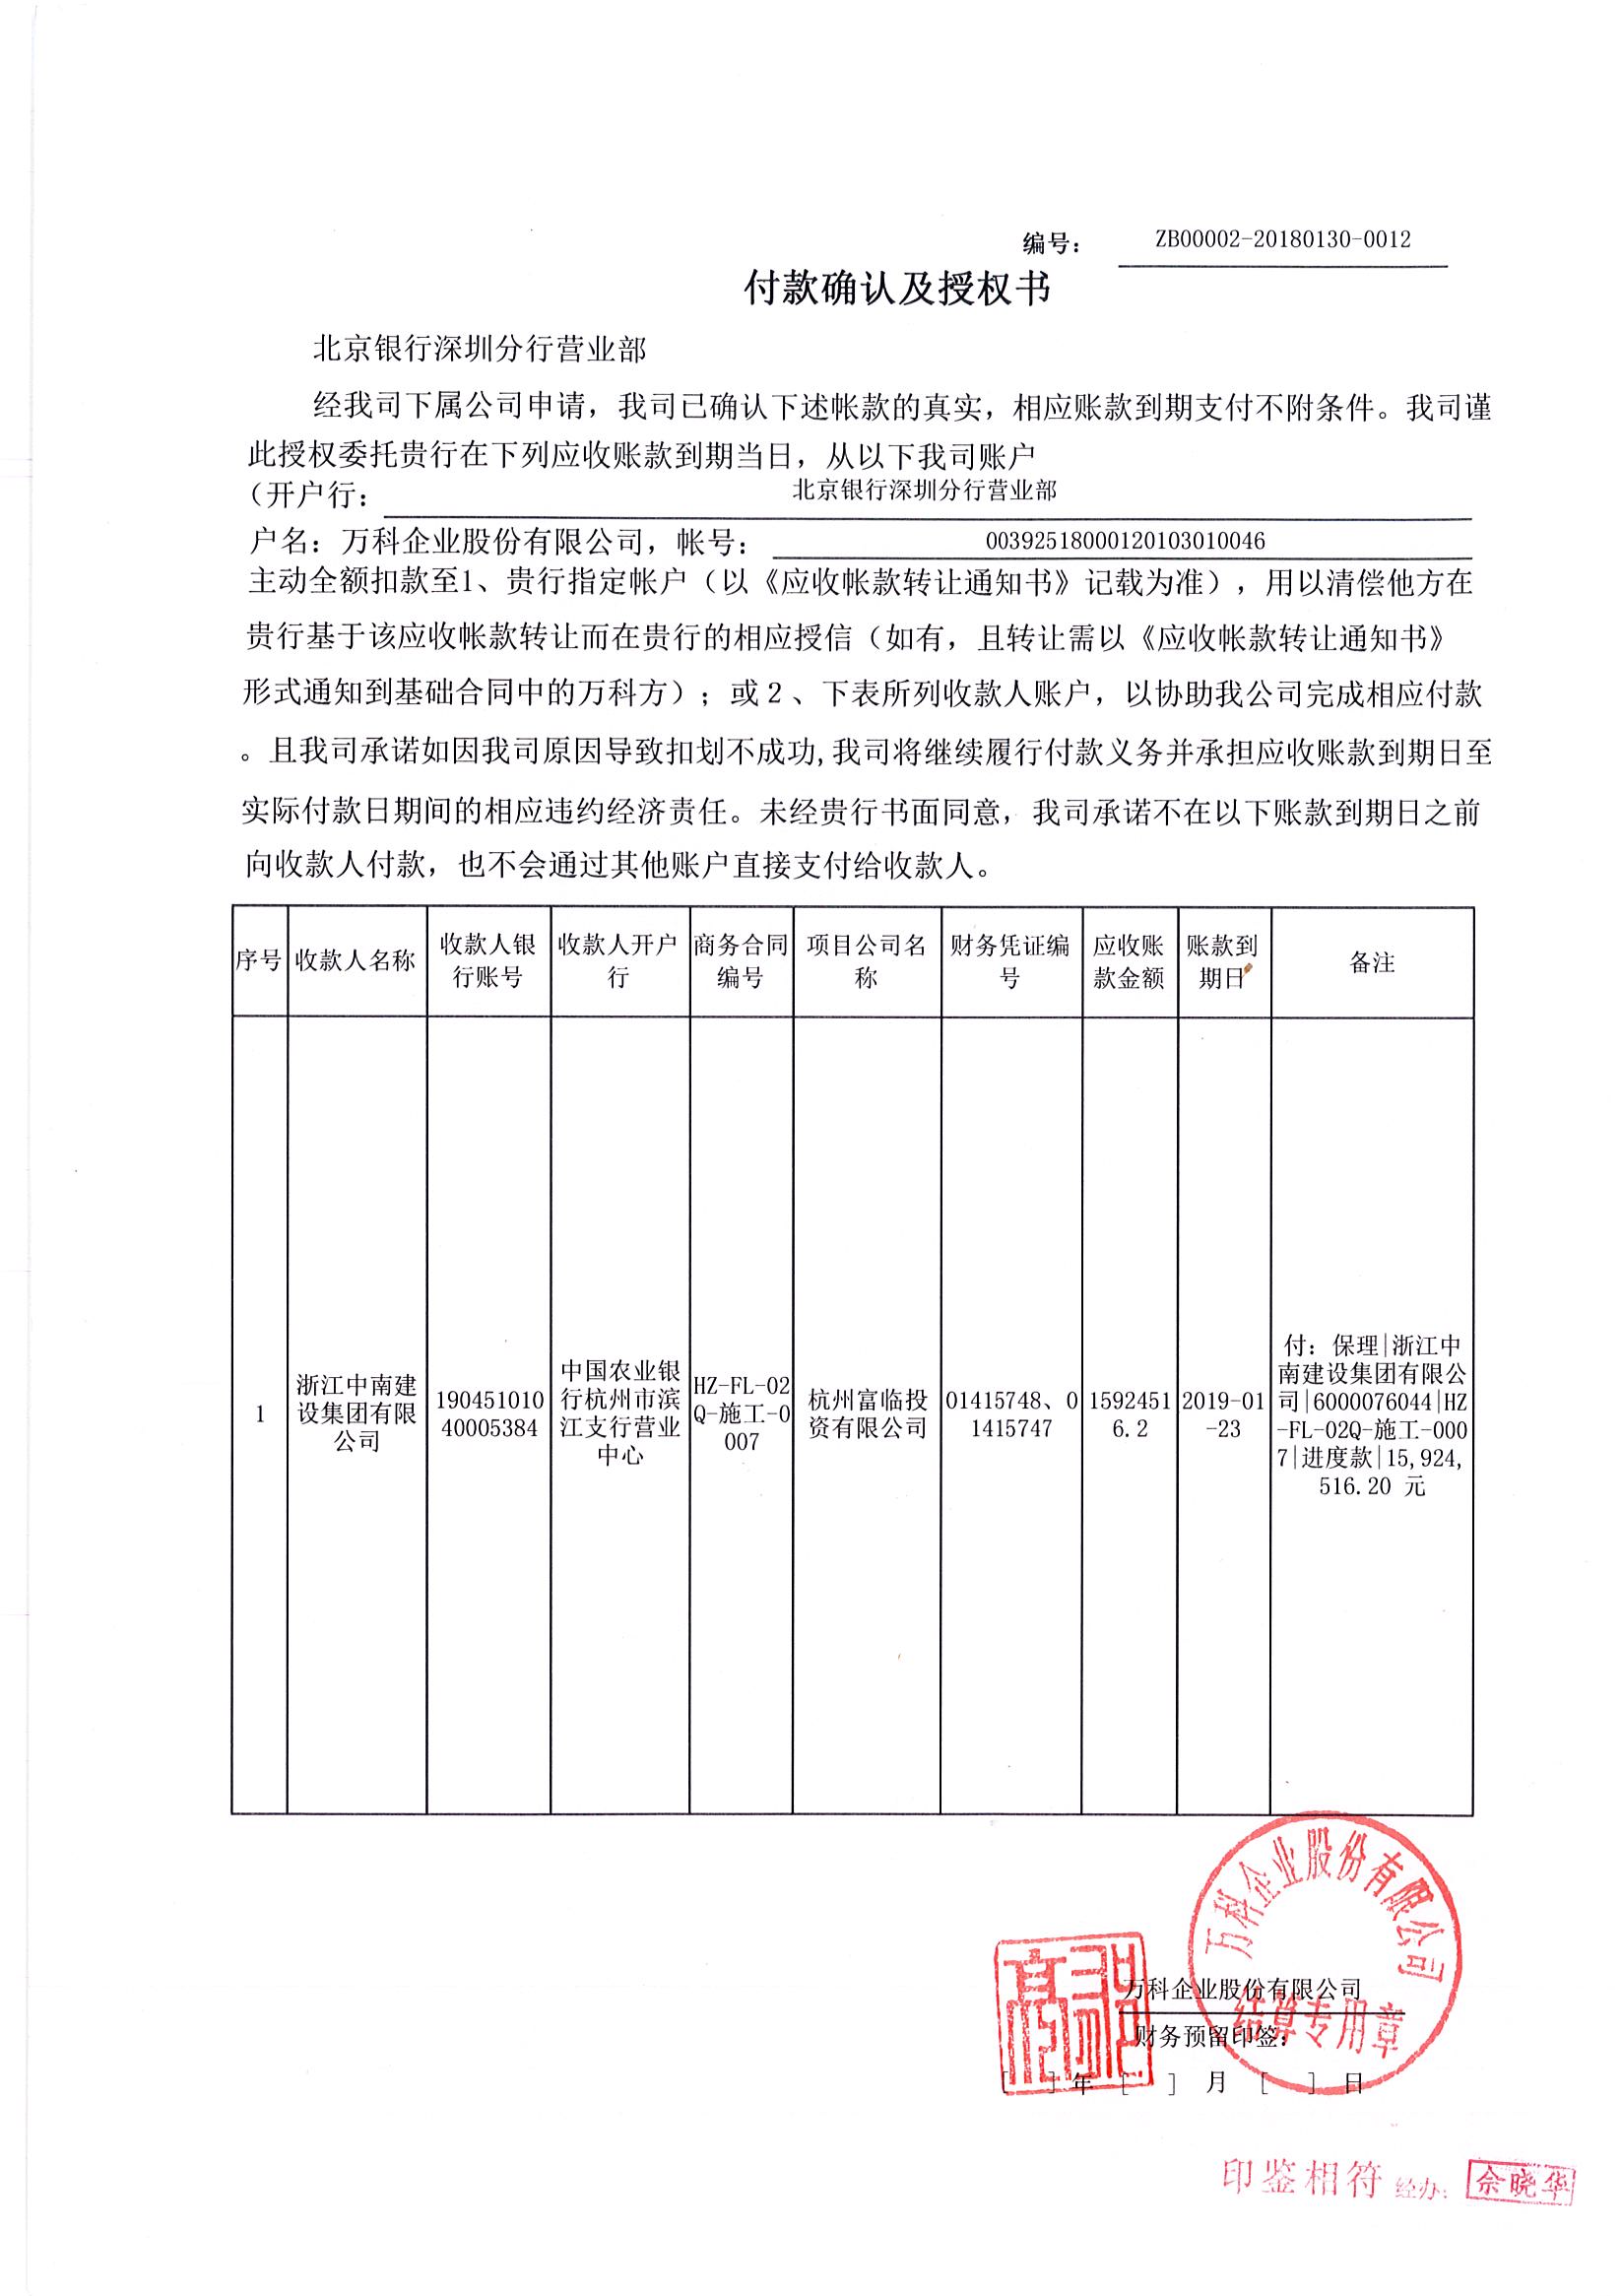 编号： ZB00002-20180130-0012
付款确认及授权书
北京银行深圳分行营业部
经我司下属公司申请，我司已确认下述帐款的真实，相应账款到期支付不附条件。我司谨
此授权委托贵行在下列应收账款到期当日，从以下我司账户
（开户行： 北京银行深圳分行营业部
户名：万科企业股份有限公司，帐号： 00392518000120103010046
主动全额扣款至1、贵行指定帐户（以《应收帐款转让通知书》记载为准），用以清偿他方在
贵行基于该应收帐款转让而在贵行的相应授信（如有，且转让需以《应收帐款转让通知书》
形式通知到基础合同中的万科方）；或２、下表所列收款人账户，以协助我公司完成相应付款
。且我司承诺如因我司原因导致扣划不成功,我司将继续履行付款义务并承担应收账款到期日至
实际付款日期间的相应违约经济责任。未经贵行书面同意，我司承诺不在以下账款到期日之前
向收款人付款，也不会通过其他账户直接支付给收款人。
序号
收款人名称
收款人银
行账号
收款人开户
行
商务合同
编号
项目公司名
称
财务凭证编
号
应收账
款金额
账款到
期日
备注
1
浙江中南建
设集团有限
公司
190451010
40005384
中国农业银
行杭州市滨
江支行营业
中心
HZ-FL-02
Q-施工-0
007
杭州富临投
资有限公司
01415748、0
1415747
1592451
6.2
2019-01
-23
付：保理|浙江中
南建设集团有限公
司|6000076044|HZ
-FL-02Q-施工-000
7|进度款|15,924,
516.20 元
万科企业股份有限公司
结算专用章
万科企业股份有限公司
财务预留印签：
[ ]年[ ]月[ ]日
印鉴相符 经办： 佘晓华